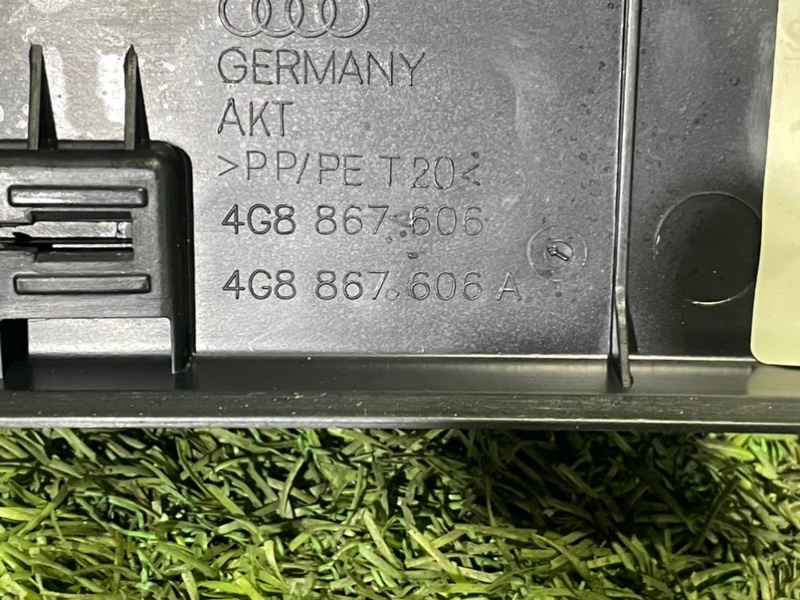 GERMANY
AKT
>PP/PE T20<
4G8 867 606
4G8 867 606 A